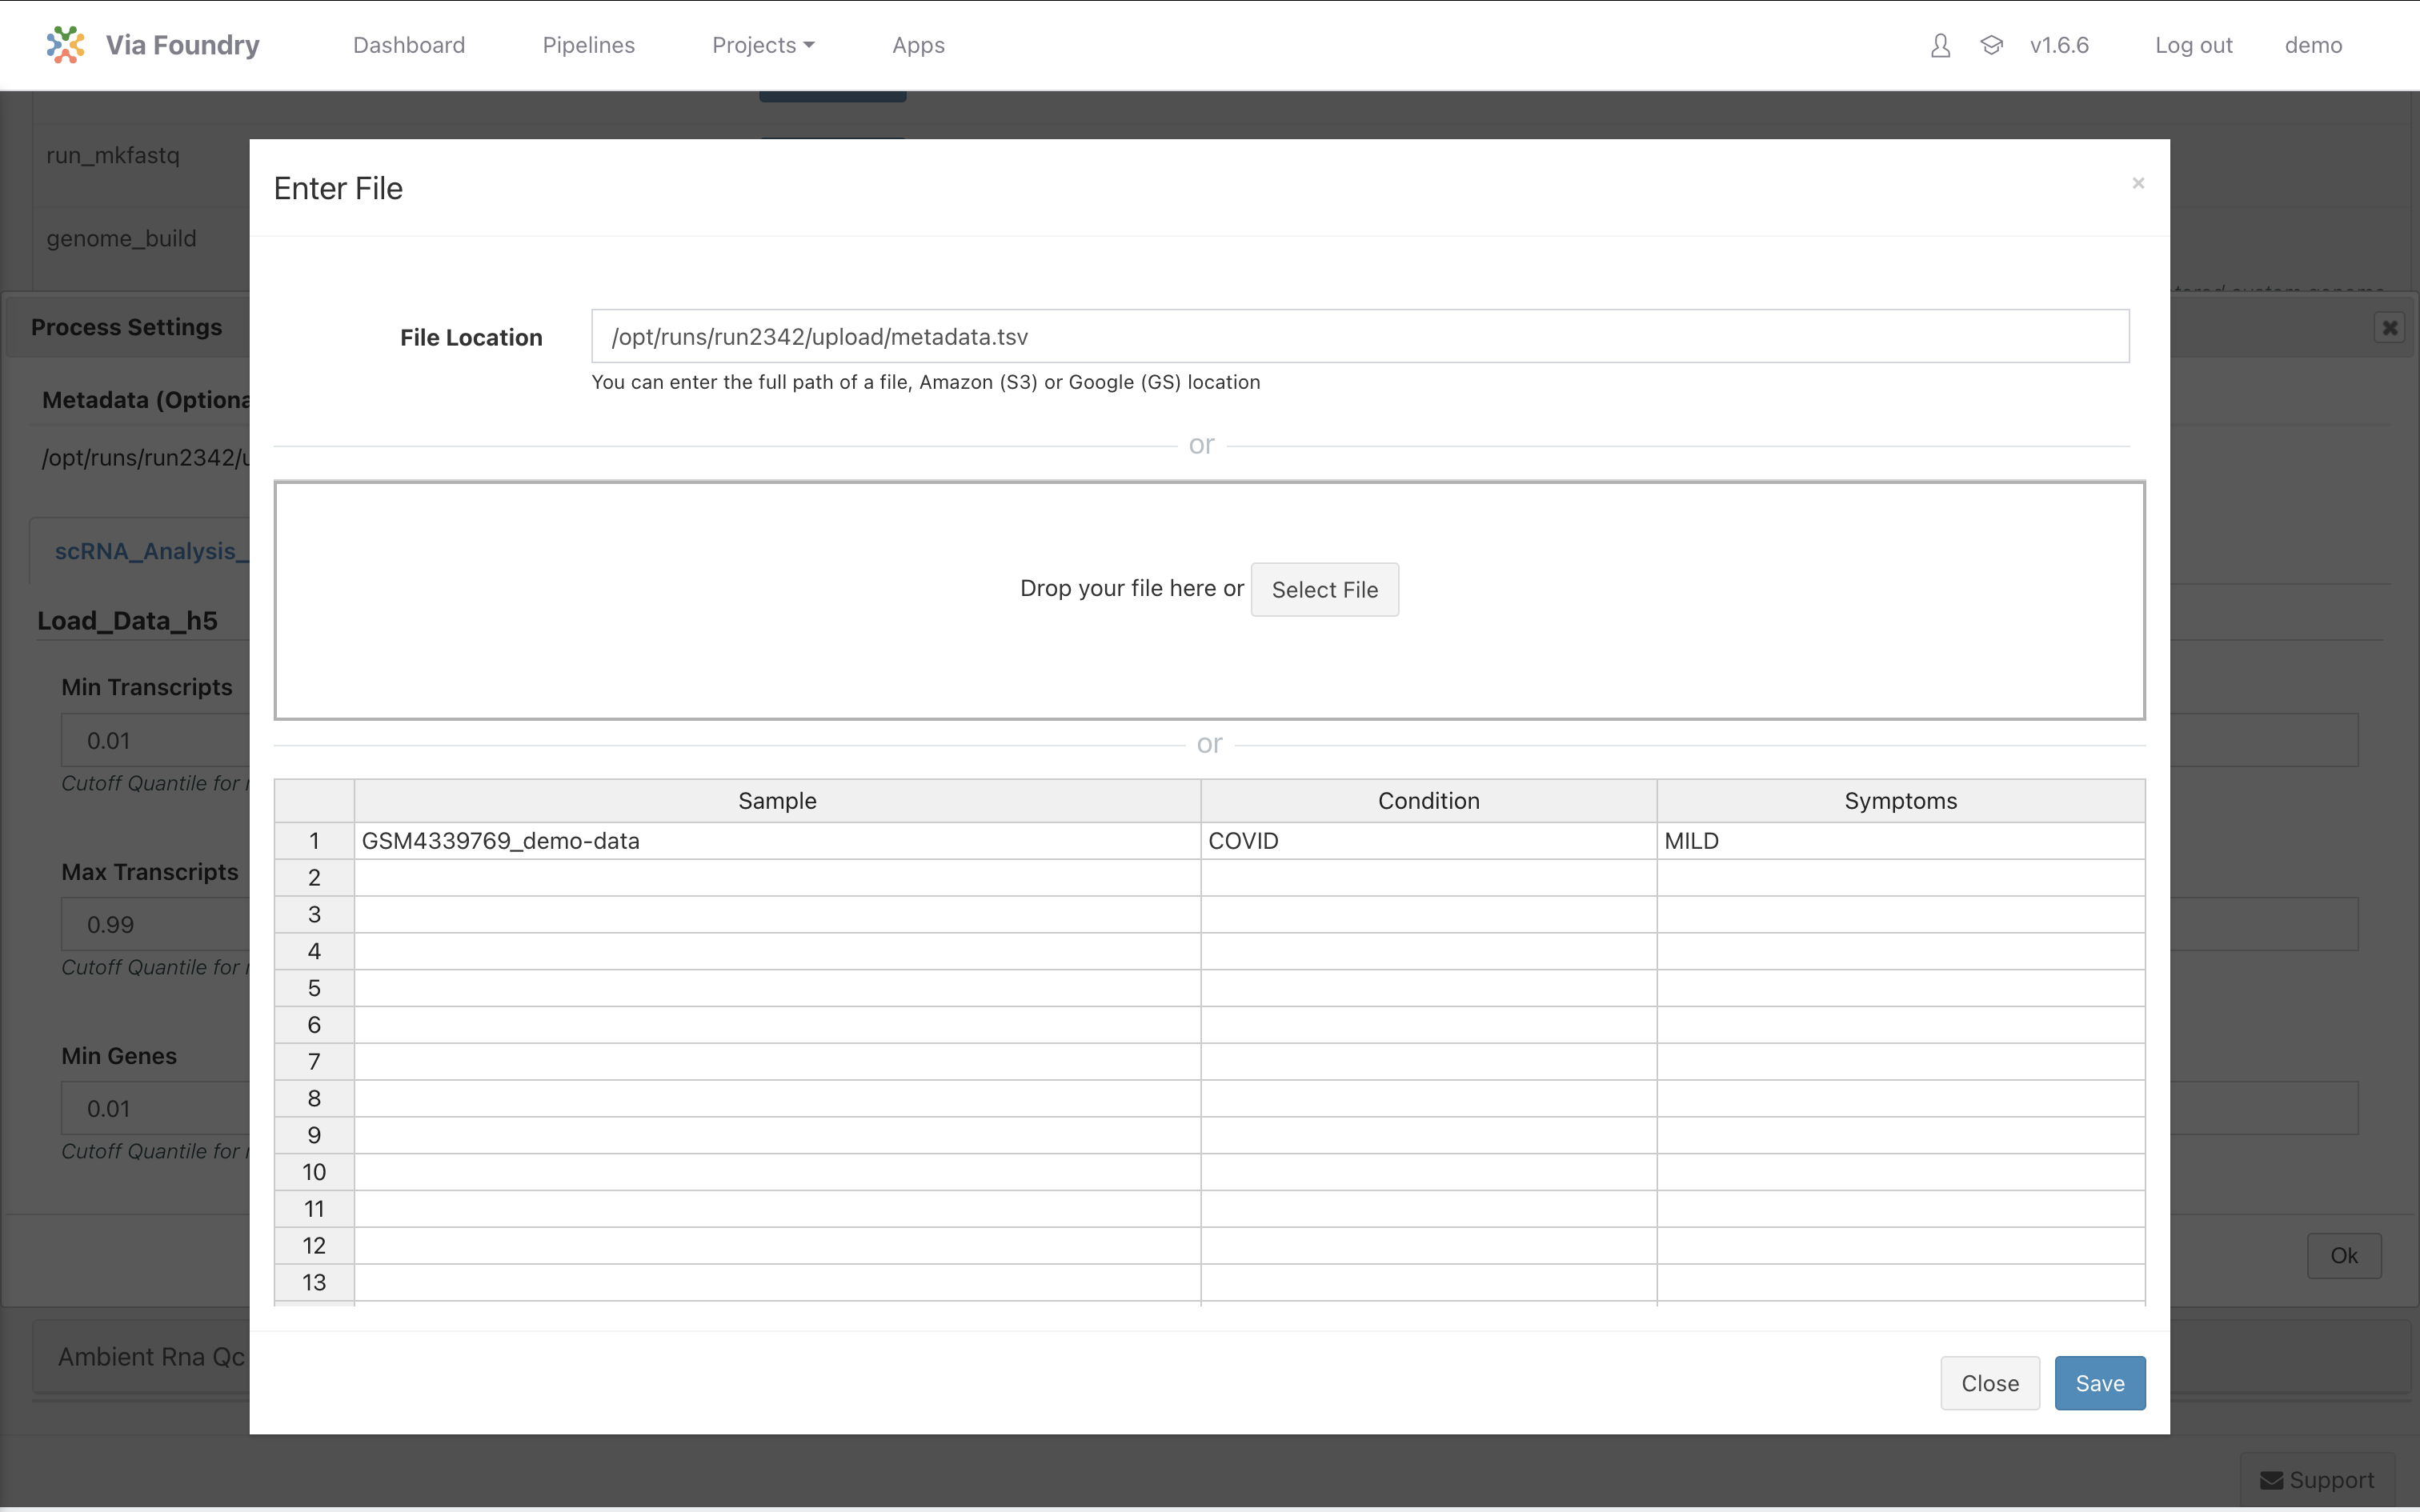 Via Foundry Dashboard Pipelines Projects Apps v1.6.6 Log out demo
run_mkfastq
genome_build
Process Settings
Metadata (Optiona
/opt/runs/run2342/u
scRNA_Analysis_
Load_Data_h5
Min Transcripts
0.01
Cutoff Quantile for
Max Transcripts
0.99
Cutoff Quantile for
Min Genes
0.01
Cutoff Quantile for
Ambient Rna Qc
Enter File
×
File Location /opt/runs/run2342/upload/metadata.tsv
You can enter the full path of a file, Amazon (S3) or Google (GS) location
or
Drop your file here or Select File
or
Sample Condition Symptoms
1 GSM4339769_demo-data COVID MILD
2
3
4
5
6
7
8
9
10
11
12
13
Close Save
Ok
Support